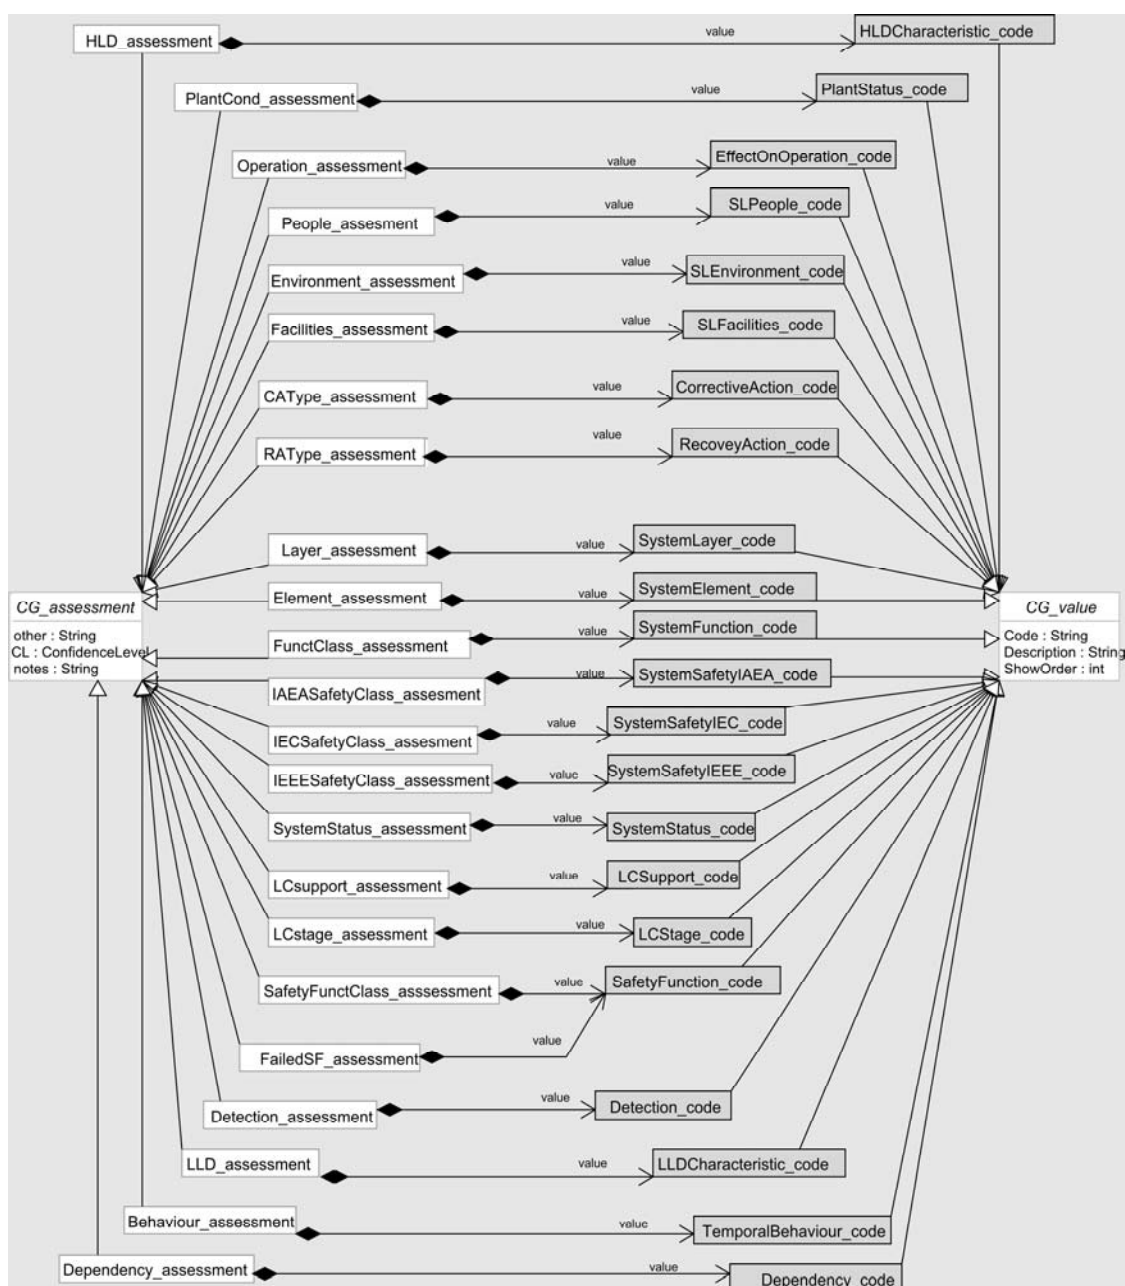 HLD_assessment value HLDCharacteristic_code
PlantCond_assessment value PlantStatus_code
Operation_assessment value EffectOnOperation_code
People_assesment value SLPeople_code
Environment_assessment value SLEnvironment_code
Facilities_assessment value SLFacilities_code
CAType_assessment value CorrectiveAction_code
RAType_assessment value RecoveyAction_code
Layer_assessment value SystemLayer_code
Element_assessment value SystemElement_code
CG_assessment
other : String
CL : ConfidenceLevel
notes : String
CG_value
Code : String
Description : String
ShowOrder : int
FunctClass_assessment value SystemFunction_code
IAEASafetyClass_assesment value SystemSafetyIAEA_code
IECSafetyClass_assesment value SystemSafetyIEC_code
IEEESafetyClass_assessment value SystemSafetyIEEE_code
SystemStatus_assessment value SystemStatus_code
LCsupport_assessment value LCSupport_code
LCstage_assessment value LCStage_code
SafetyFunctClass_asssessment value SafetyFunction_code
FailedSF_assessment value
Detection_assessment value Detection_code
LLD_assessment value LLDCharacteristic_code
Behaviour_assessment value TemporalBehaviour_code
Dependency_assessment value Dependency_code